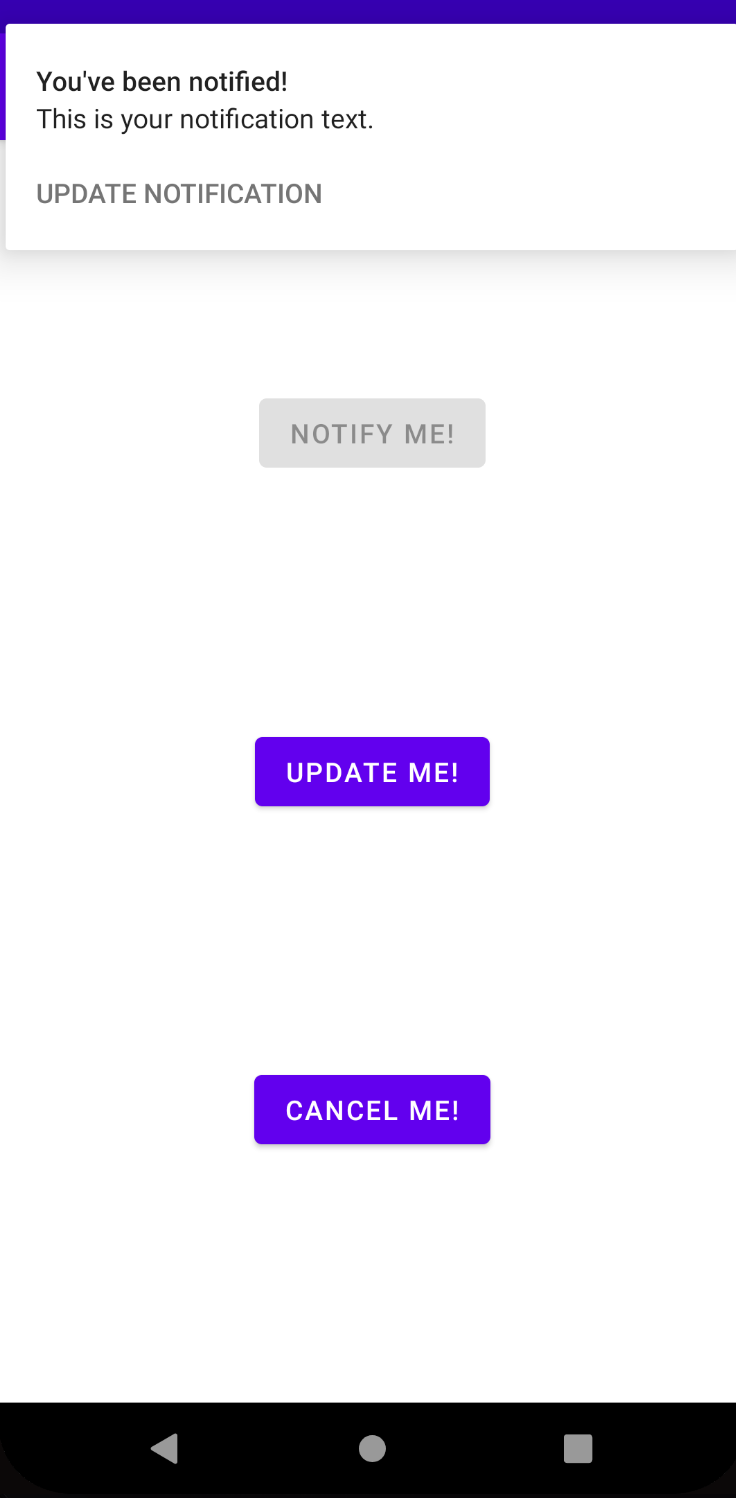 You've been notified!
This is your notification text.
UPDATE NOTIFICATION
NOTIFY ME!
UPDATE ME!
CANCEL ME!